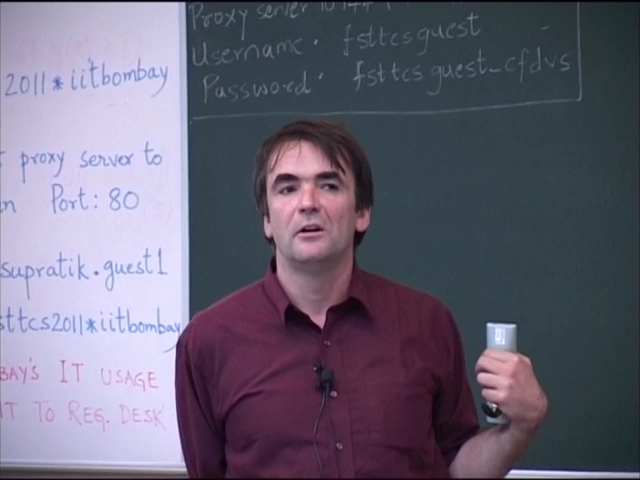 2011*iitbombay
proxy server to
Port: 80
supratik.guest1
sttcs2011*iitbombay
BAY'S IT USAGE
IT TO REG. DESK
Proxy server
Username: fsttcsguest
Password: fsttcsguest_cfdvs